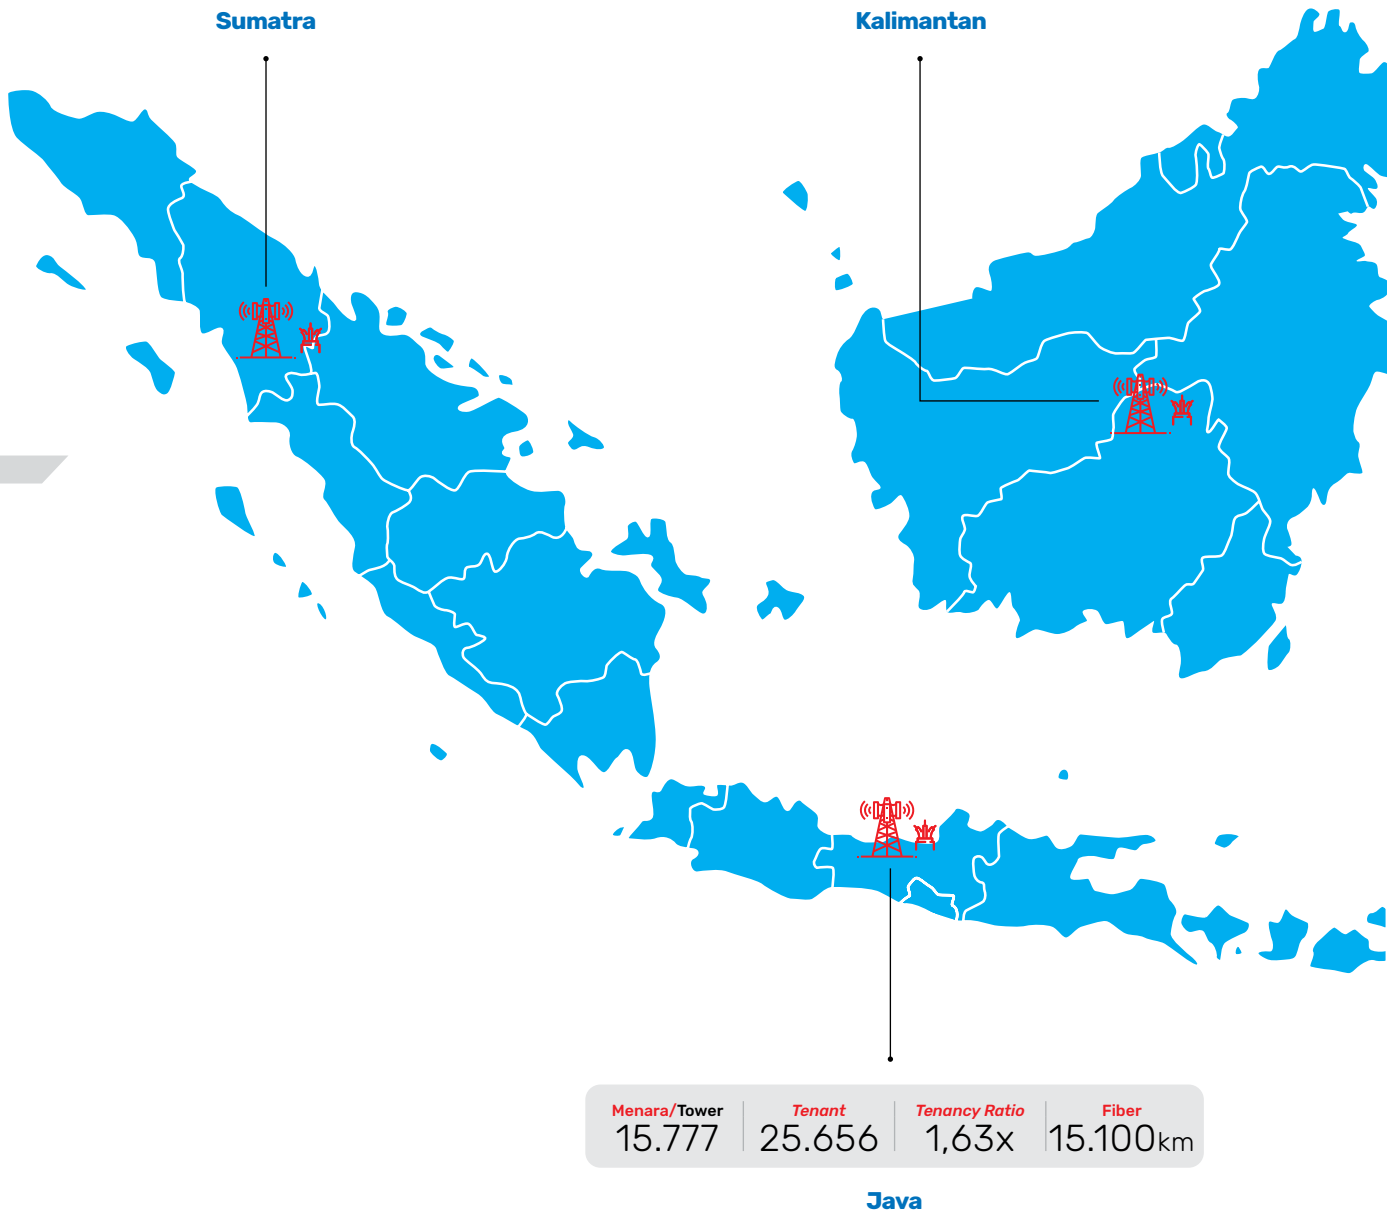 Sumatra
Kalimantan
Menara/Tower
15.777
Tenant
25.656
Tenancy Ratio
1,63x
Fiber
15.100km
Java